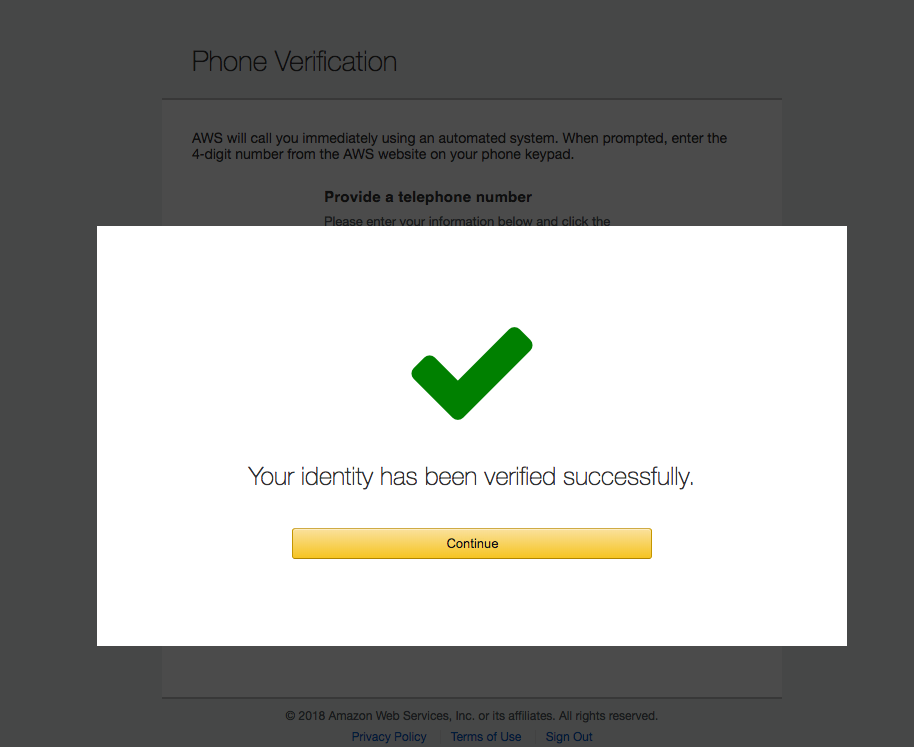 Phone Verification
AWS will call you immediately using an automated system. When prompted, enter the
4-digit number from the AWS website on your phone keypad.
Provide a telephone number
Please enter your information below and click the
Your identity has been verified successfully.
Continue
© 2018 Amazon Web Services, Inc. or its affiliates. All rights reserved.
Privacy Policy Terms of Use Sign Out